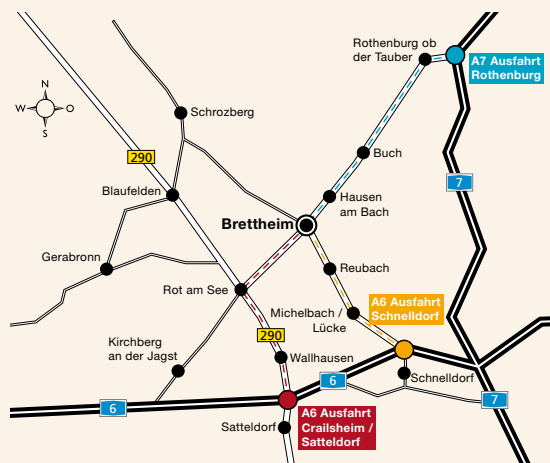 Rothenburg ob
der Tauber
A7 Ausfahrt
Rothenburg
N
W
O
S
Schrozberg
290
Buch
7
Blaufelden
Hausen
am Bach
Brettheim
Gerabronn
Reubach
Rot am See
A6 Ausfahrt
Schnelldorf
Michelbach /
Lücke
290
Kirchberg
an der Jagst
Wallhausen
6
Schnelldorf
6
7
A6 Ausfahrt
Crailsheim /
Satteldorf
Satteldorf